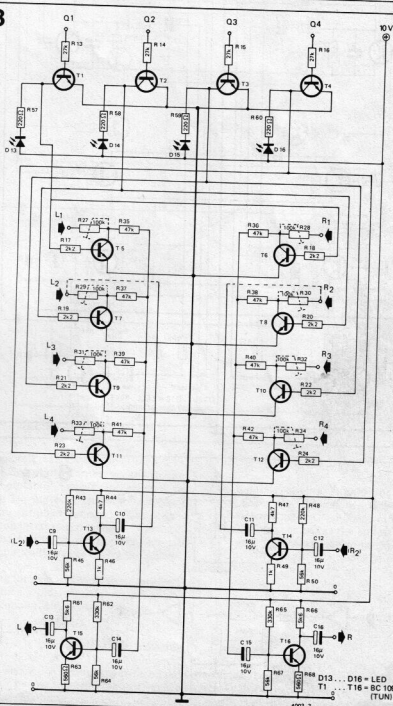 3
Q1 Q2 Q3 Q4
10V
R13 27k R14 27k R15 27k R16 27k
T1 T2 T3 T4
R57 220Ω R58 220Ω R59 220Ω R60 220Ω
D13 D14 D15 D16
L1 R27 100k R35 47k R36 47k 100k R28 R1
R17 2k2 T5 T6 R18 2k2
L2 R29 100k R37 47k R38 47k 100k R30 R2
R19 2k2 T7 T8 R20 2k2
L3 R31 100k R39 47k R40 47k 100k R32 R3
R21 2k2 T9 T10 R22 2k2
L4 R33 100k R41 47k R42 47k 100k R34 R4
R23 2k2 T11 T12 R24 2k2
R43 220k R44 4k7 R47 4k7 R48 220k
C9 16µ 10V C10 16µ 10V C11 16µ 10V C12 16µ 10V
(L2) T13 T14 (R2)
R45 56k R46 1k R49 1k R50 56k
0 0
R61 5k6 R62 330k R65 330k R66 5k6
L C13 16µ 10V C14 16µ 10V C15 16µ 10V C16 16µ 10V R
T15 T16
R63 560Ω R64 56k R67 56k R68 560Ω
D13 ... D16 = LED
T1 ... T16 = BC 108
(TUN)